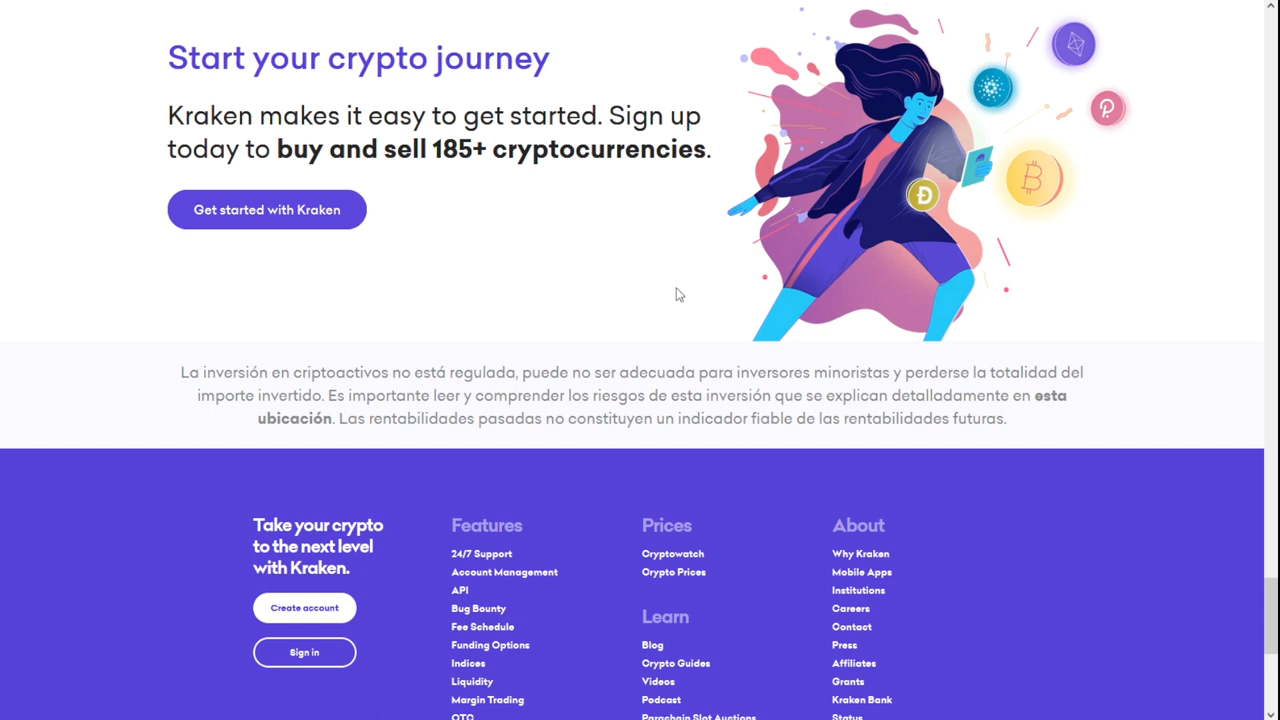 Start your crypto journey
Kraken makes it easy to get started. Sign up
today to buy and sell 185+ cryptocurrencies.
Get started with Kraken
La inversión en criptoactivos no está regulada, puede no ser adecuada para inversores minoristas y perderse la totalidad del
importe invertido. Es importante leer y comprender los riesgos de esta inversión que se explican detalladamente en esta
ubicación. Las rentabilidades pasadas no constituyen un indicador fiable de las rentabilidades futuras.
Take your crypto
to the next level
with Kraken.
Create account
Sign in
Features
24/7 Support
Account Management
API
Bug Bounty
Fee Schedule
Funding Options
Indices
Liquidity
Margin Trading
OTC
Prices
Cryptowatch
Crypto Prices
Learn
Blog
Crypto Guides
Videos
Podcast
Parachain Slot Auctions
About
Why Kraken
Mobile Apps
Institutions
Careers
Contact
Press
Affiliates
Grants
Kraken Bank
Status